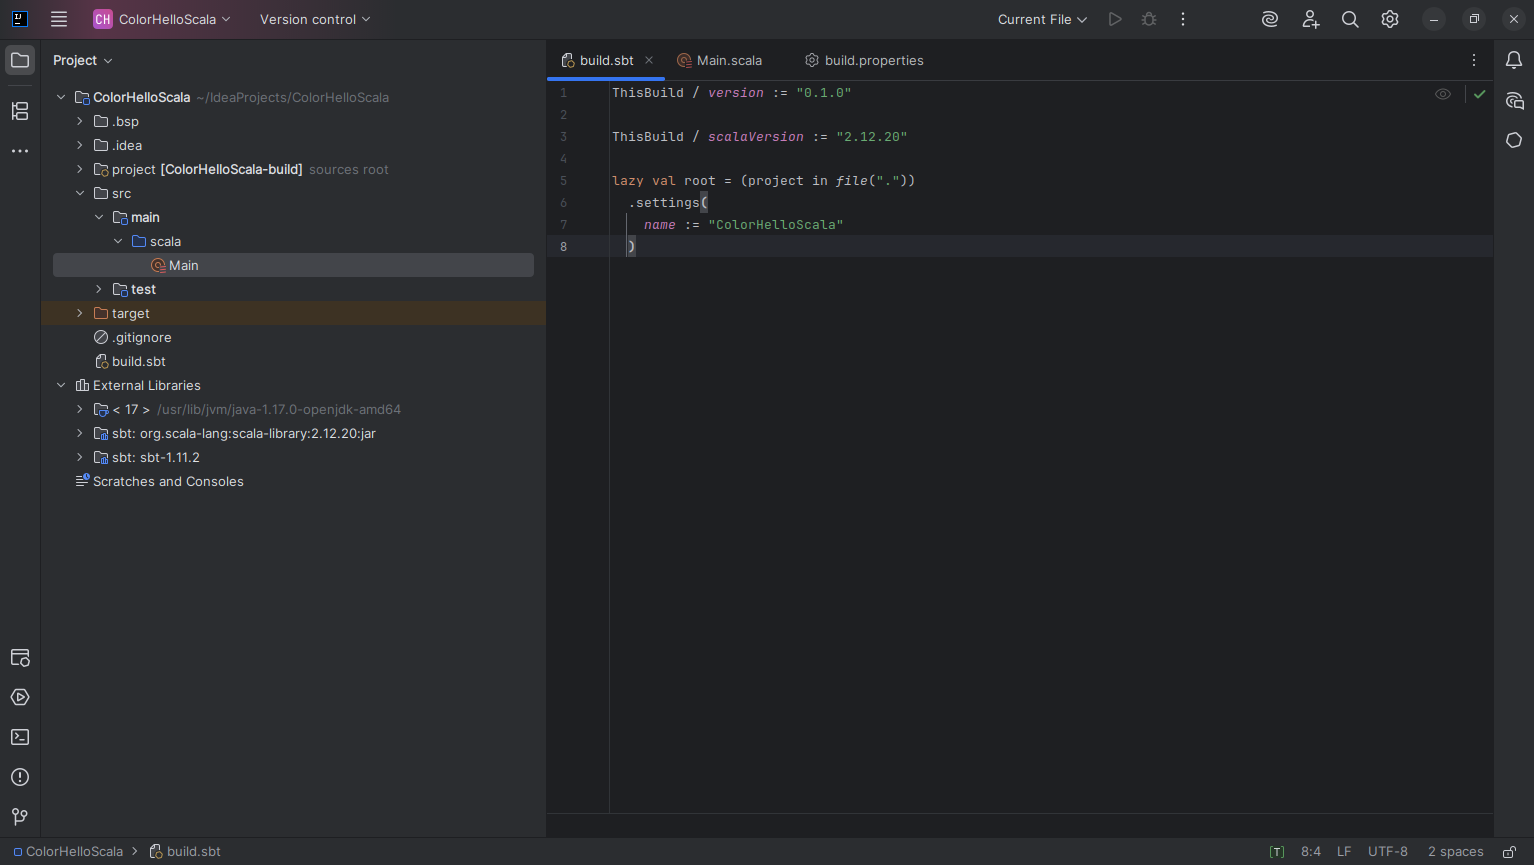 CH ColorHelloScala Version control Current File
Project
build.sbt Main.scala build.properties
ColorHelloScala ~/IdeaProjects/ColorHelloScala
.bsp
.idea
project [ColorHelloScala-build] sources root
src
main
scala
Main
test
target
.gitignore
build.sbt
External Libraries
< 17 > /usr/lib/jvm/java-1.17.0-openjdk-amd64
sbt: org.scala-lang:scala-library:2.12.20:jar
sbt: sbt-1.11.2
Scratches and Consoles
1 ThisBuild / version := "0.1.0"
2
3 ThisBuild / scalaVersion := "2.12.20"
4
5 lazy val root = (project in file("."))
6 .settings(
7 name := "ColorHelloScala"
8 )
ColorHelloScala > build.sbt [T] 8:4 LF UTF-8 2 spaces